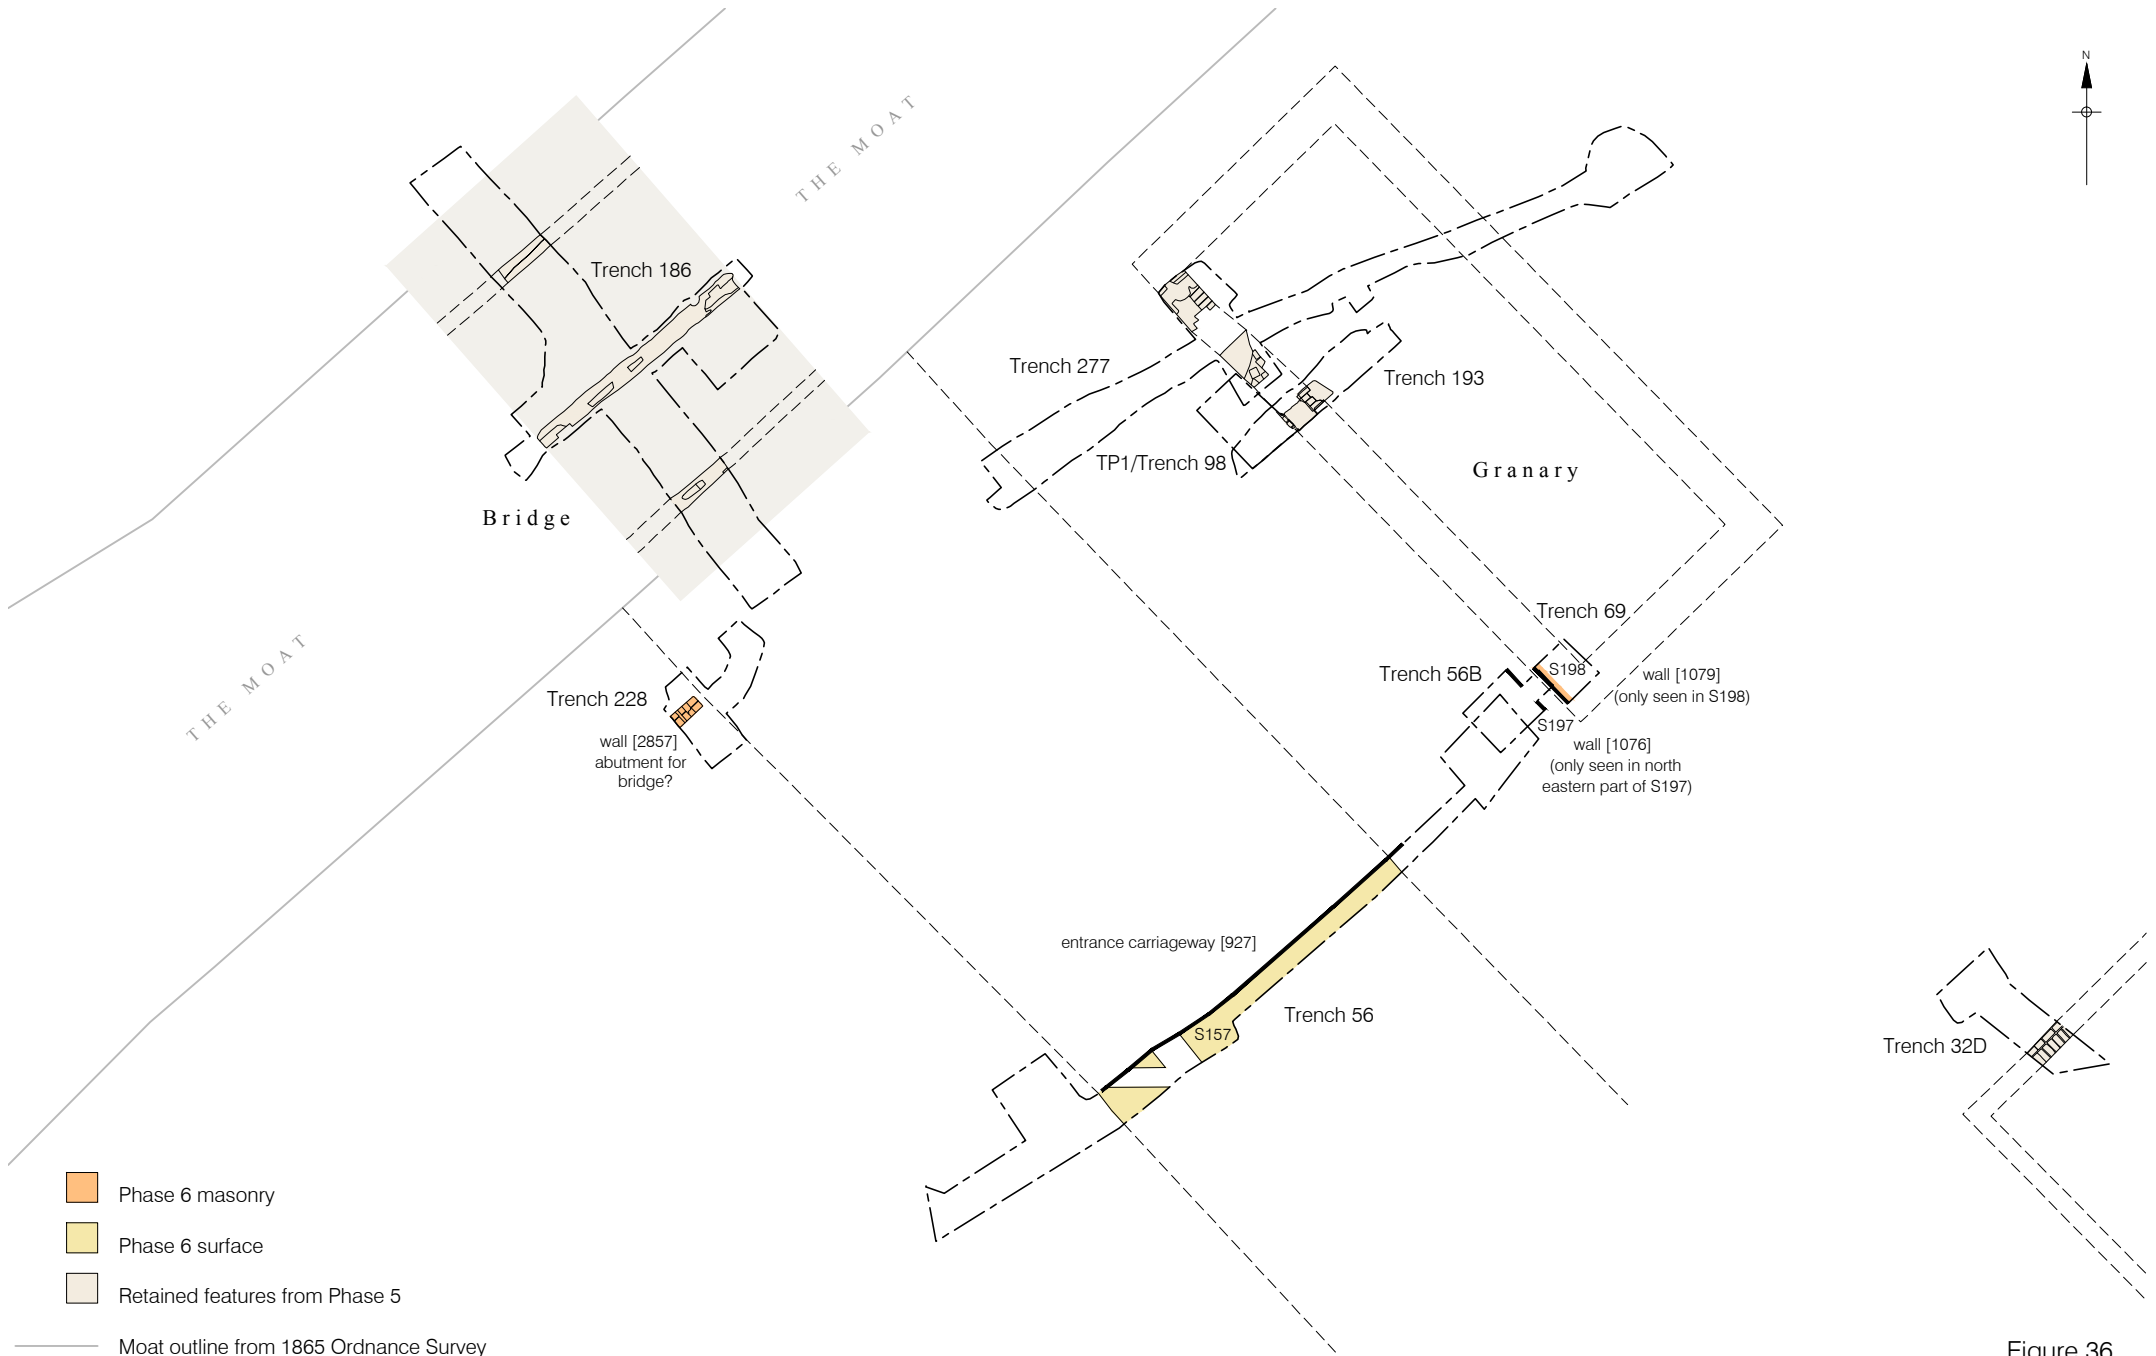 N
THE MOAT
Trench 186
Trench 277
Trench 193
TP1/Trench 98
Granary
Bridge
Trench 69
THE MOAT
Trench 56B
S198
wall [1079]
(only seen in S198)
Trench 228
S197
wall [2857]
abutment for
bridge?
wall [1076]
(only seen in north
eastern part of S197)
entrance carriageway [927]
Trench 56
S157
Trench 32D
Phase 6 masonry
Phase 6 surface
Retained features from Phase 5
Moat outline from 1865 Ordnance Survey
Figure 36